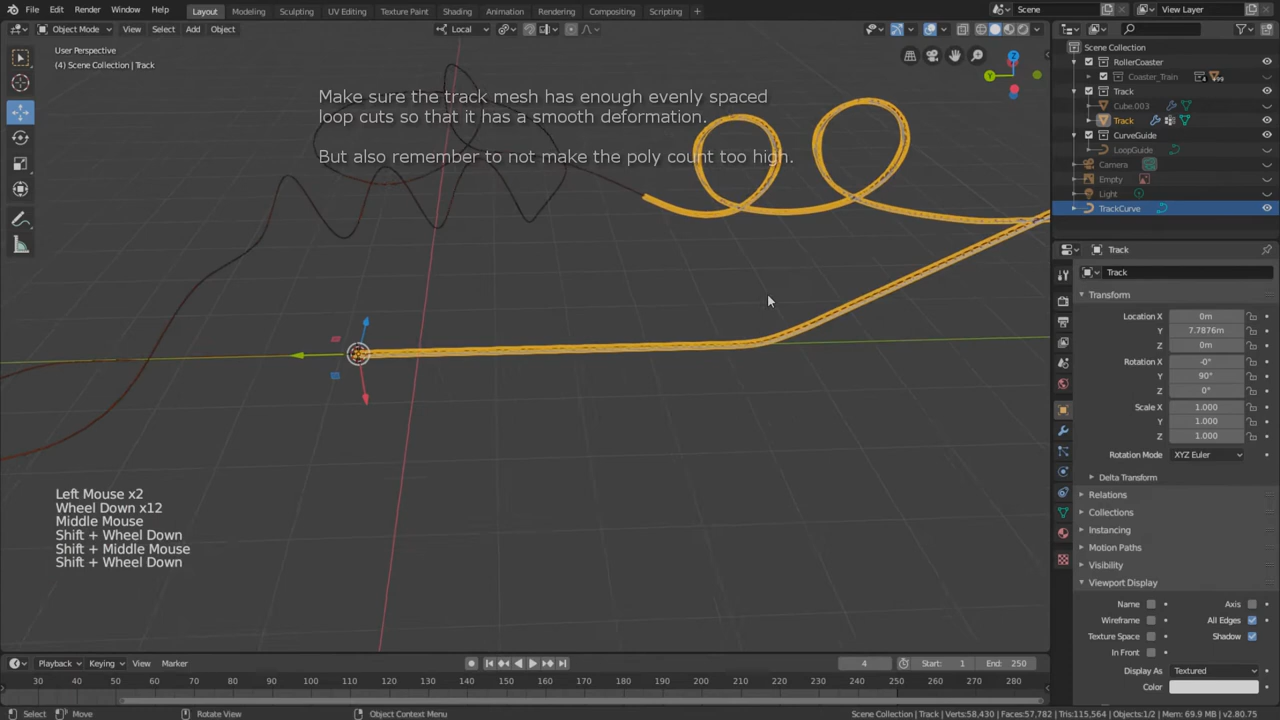 File Edit Render Window Help Layout Modeling Sculpting UV Editing Texture Paint Shading Animation Rendering Compositing Scripting + Scene View Layer
Object Mode View Select Add Object Local
User Perspective
(4) Scene Collection | Track
Make sure the track mesh has enough evenly spaced
loop cuts so that it has a smooth deformation.
But also remember to not make the poly count too high.
Left Mouse x2
Wheel Down x12
Middle Mouse
Shift + Wheel Down
Shift + Middle Mouse
Shift + Wheel Down
Z
Y
Scene Collection
RollerCoaster
Coaster_Train
Track
Cube.003
Track
CurveGuide
LoopGuide
Camera
Empty
Light
TrackCurve
Track
Track
Transform
Location X 0m
Y 7.7876m
Z 0m
Rotation X -0°
Y 90°
Z 0°
Scale X 1.000
Y 1.000
Z 1.000
Rotation Mode XYZ Euler
Delta Transform
Relations
Collections
Instancing
Motion Paths
Visibility
Viewport Display
Name Axis
Wireframe All Edges
Texture Space Shadow
In Front
Display As Textured
Color
Playback Keying View Marker 4 Start: 1 End: 250
30 40 50 60 70 80 90 100 110 120 130 140 150 160 170 180 190 200 210 220 230 240 250 260 270 280 290
Select Move Rotate View Object Context Menu Scene Collection | Track | Verts:58,430 | Faces:57,782 | Tris:115,564 | Objects:1/2 | Mem: 69.9 MB | v2.80.75